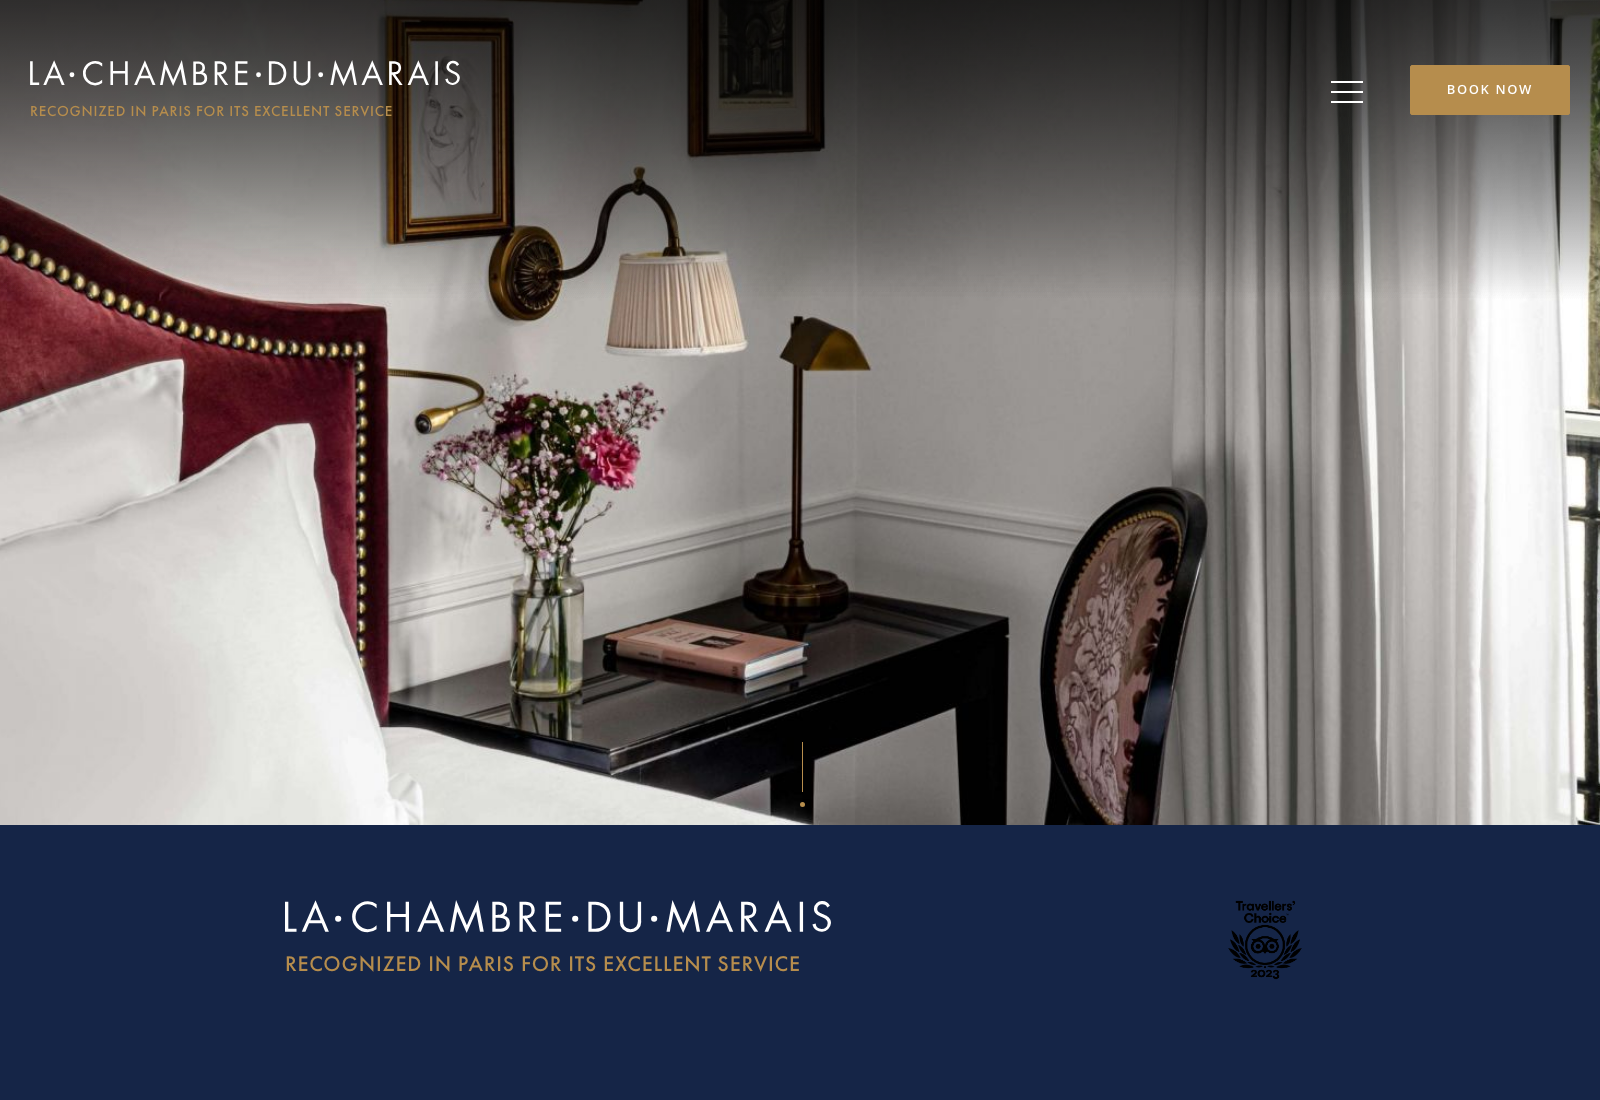 LA·CHAMBRE·DU·MARAIS
RECOGNIZED IN PARIS FOR ITS EXCELLENT SERVICE
BOOK NOW
LA·CHAMBRE·DU·MARAIS
RECOGNIZED IN PARIS FOR ITS EXCELLENT SERVICE
Travellers'
Choice
2023